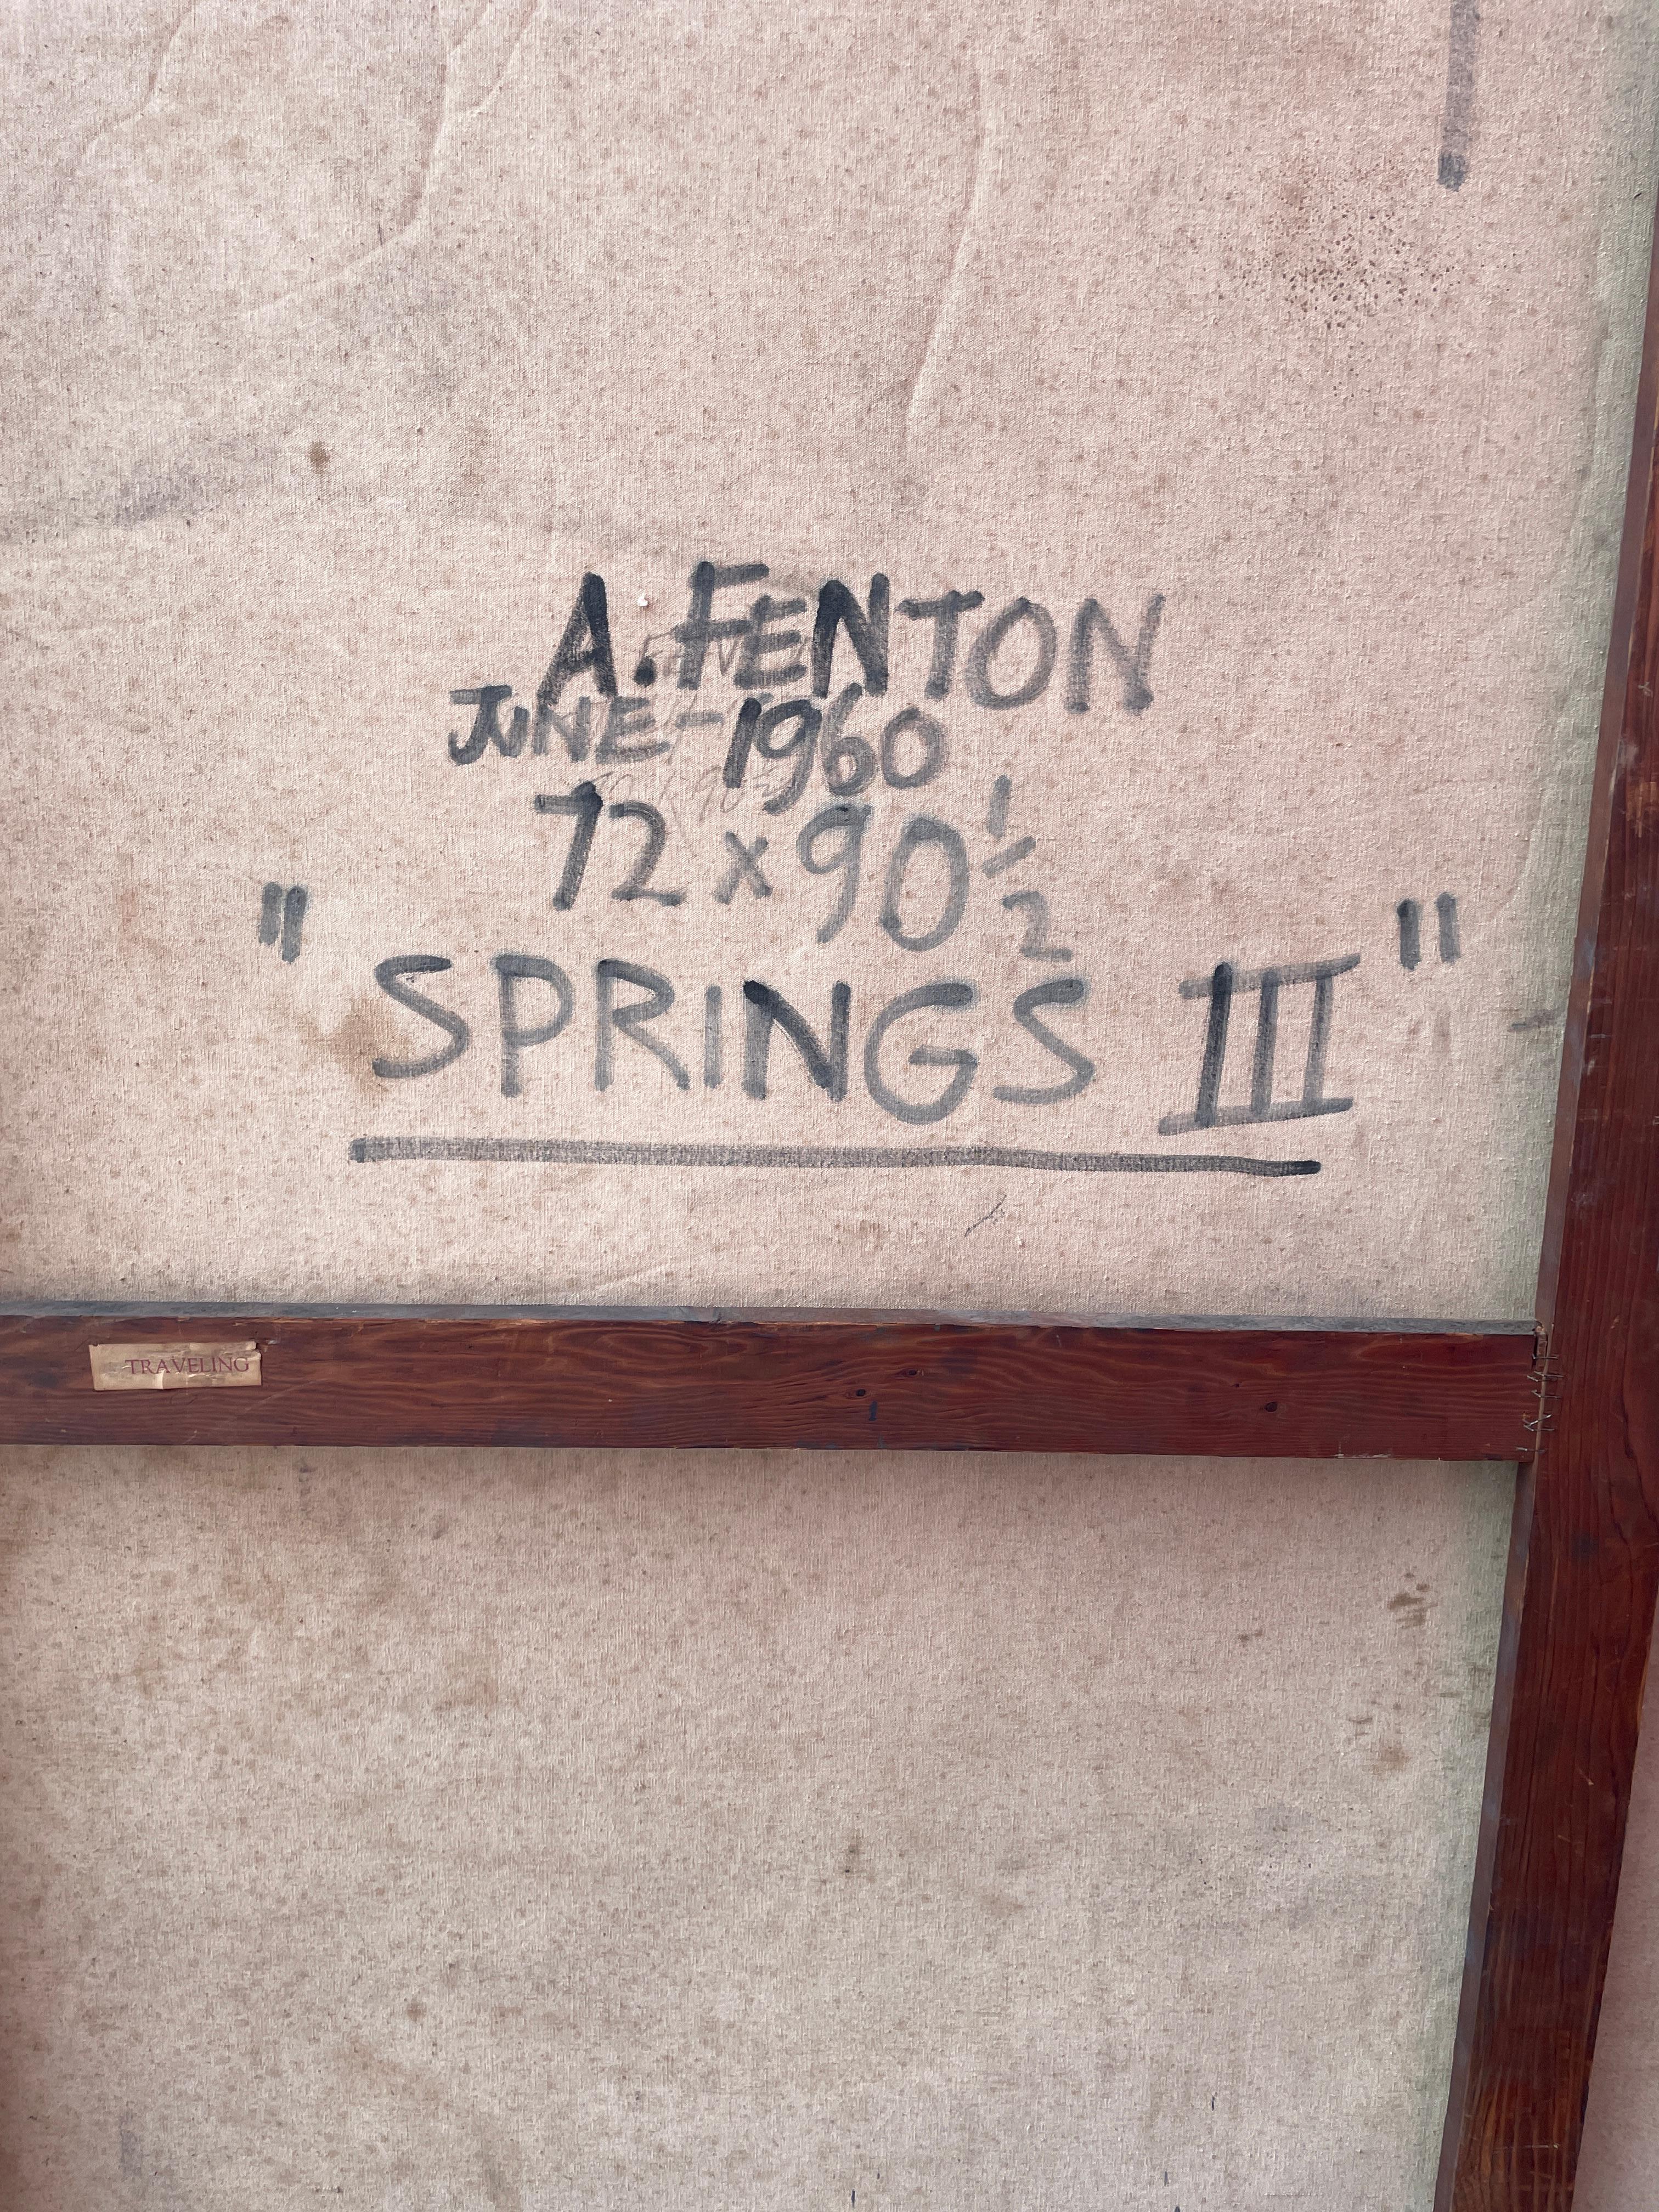 A. FENTON
JUNE-1960
72 x 90 1/2
"SPRINGS III"
TRAVELING